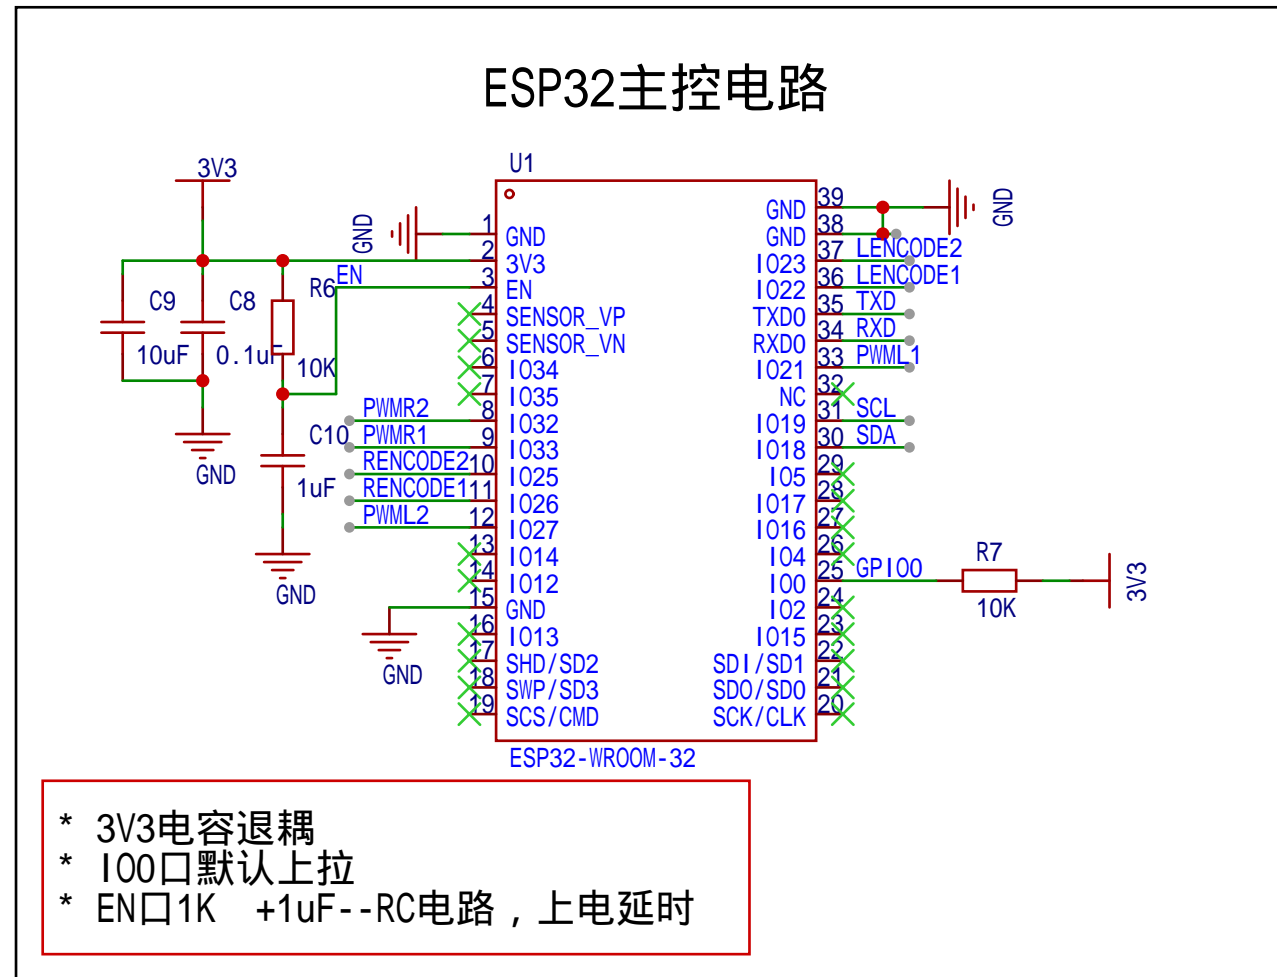 ESP32主控电路
U1
3V3
GND
1 GND
2 3V3
EN
3 EN
4 SENSOR_VP
5 SENSOR_VN
6 IO34
7 IO35
PWMR2 8 IO32
PWMR1 9 IO33
RENCODE2 10 IO25
RENCODE1 11 IO26
PWML2 12 IO27
13 IO14
14 IO12
15 GND
16 IO13
17 SHD/SD2
18 SWP/SD3
19 SCS/CMD
GND 39
GND
GND 38
IO23 37 LENCODE2
IO22 36 LENCODE1
TXD0 35 TXD
RXD0 34 RXD
IO21 33 PWML1
NC 32
IO19 31 SCL
IO18 30 SDA
IO5 29
IO17 28
IO16 27
IO4 26
IO0 25 GPIO0
IO2 24
IO15 23
SDI/SD1 22
SDO/SD0 21
SCK/CLK 20
R7
10K
3V3
C9
10uF
C8
0.1uF
R6
10K
GND
C10
1uF
GND
GND
ESP32-WROOM-32
* 3V3电容退耦
* IO0口默认上拉
* EN口1K +1uF--RC电路，上电延时